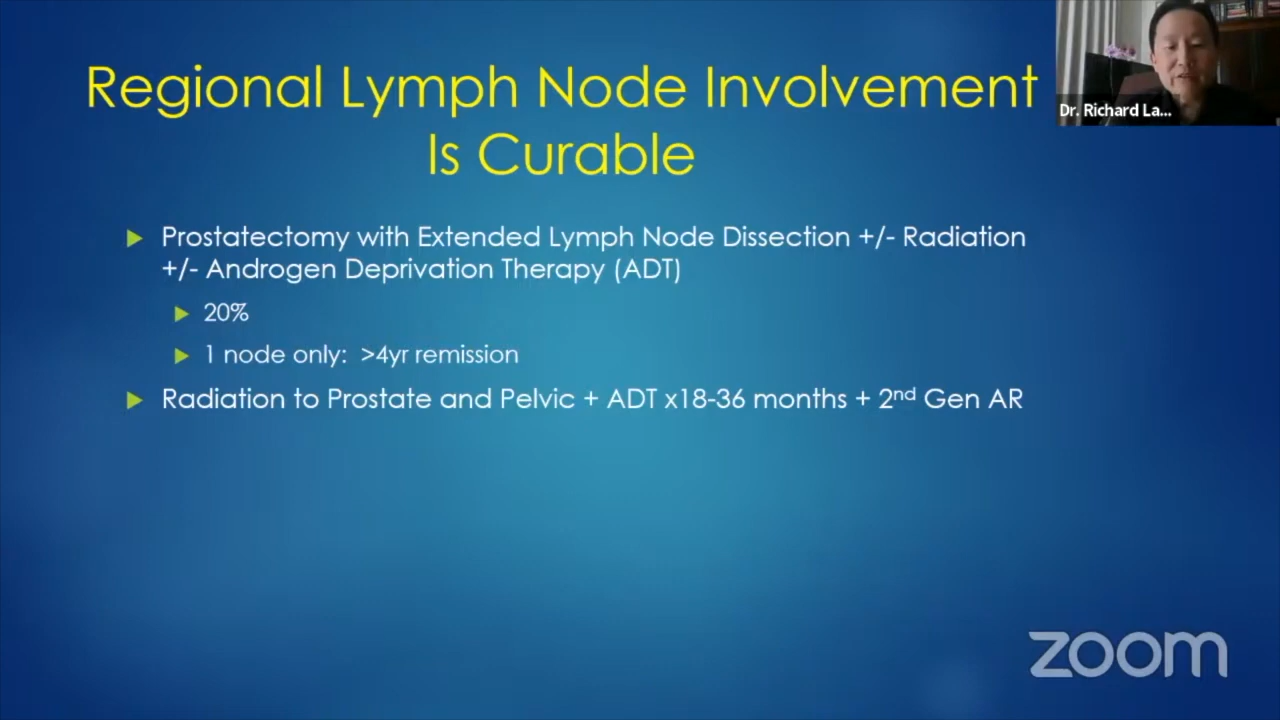 Regional Lymph Node Involvement
Is Curable
Dr. Richard La...
Prostatectomy with Extended Lymph Node Dissection +/- Radiation
+/- Androgen Deprivation Therapy (ADT)
20%
1 node only: >4yr remission
Radiation to Prostate and Pelvic + ADT x18-36 months + 2nd Gen AR
zoom